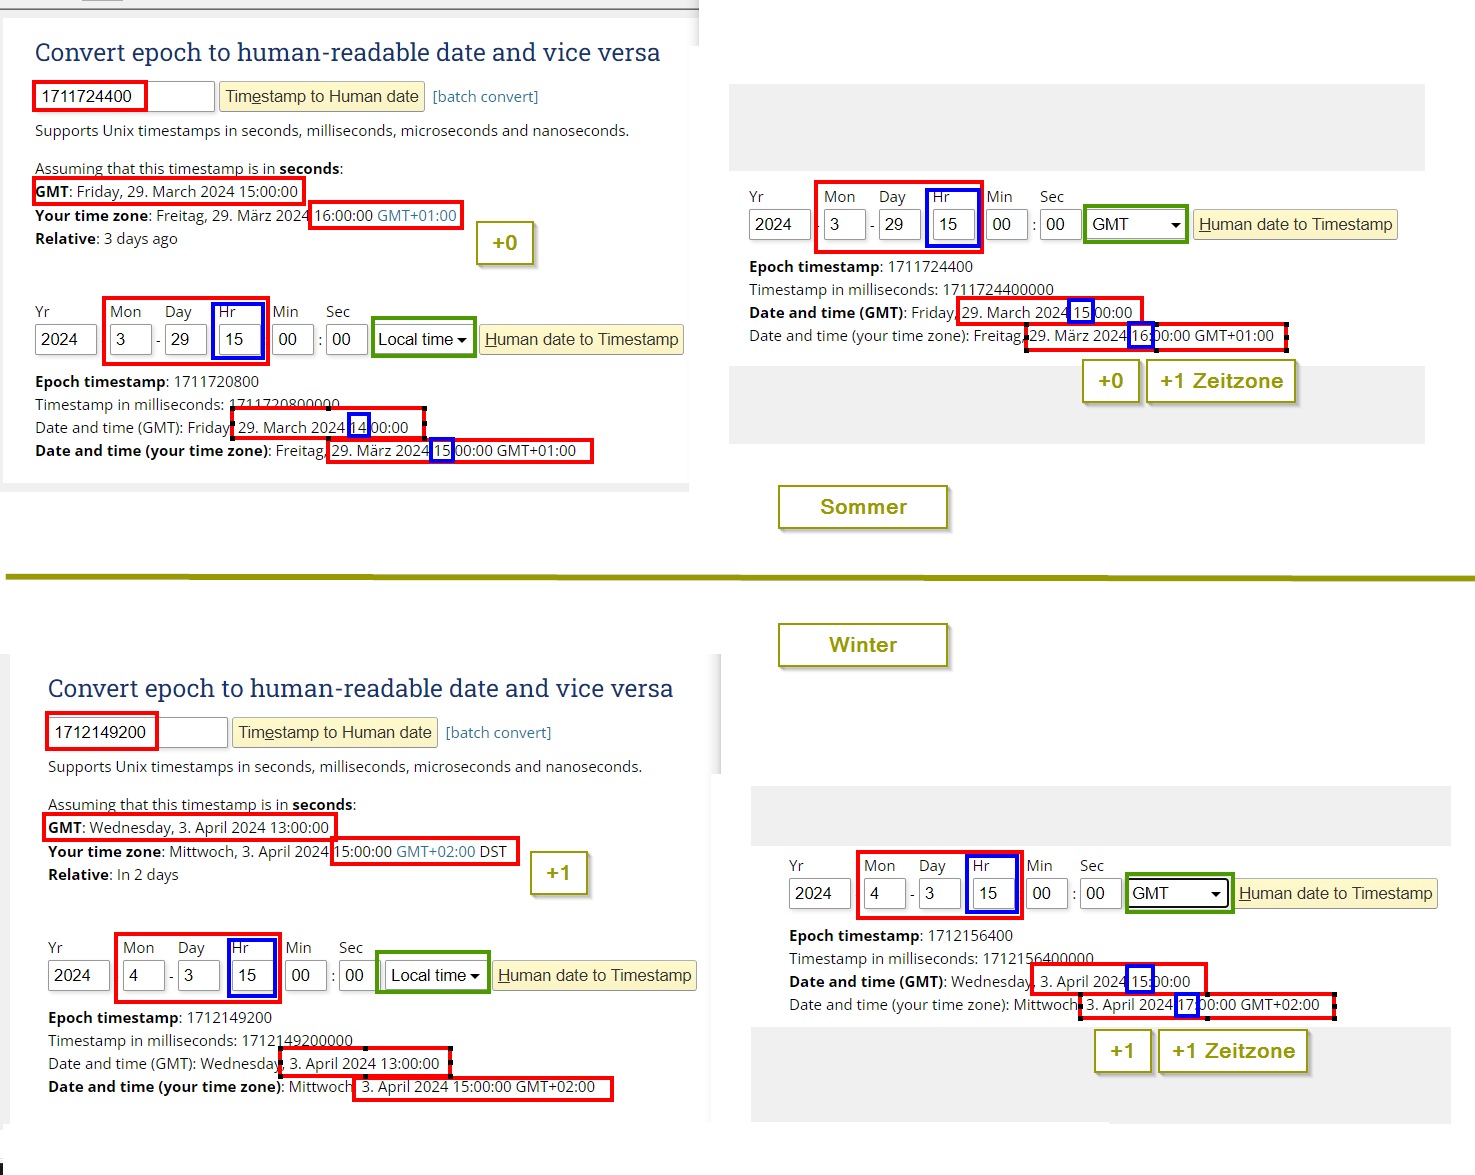 Convert epoch to human-readable date and vice versa
1711724400 Timestamp to Human date [batch convert]
Supports Unix timestamps in seconds, milliseconds, microseconds and nanoseconds.
Assuming that this timestamp is in seconds:
GMT: Friday, 29. March 2024 15:00:00
Your time zone: Freitag, 29. März 2024 16:00:00 GMT+01:00
Relative: 3 days ago
+0
Yr Mon Day Hr Min Sec
2024 - 3 - 29 15 00 : 00 Local time Human date to Timestamp
Epoch timestamp: 1711720800
Timestamp in milliseconds: 1711720800000
Date and time (GMT): Friday, 29. March 2024 14:00:00
Date and time (your time zone): Freitag, 29. März 2024 15:00:00 GMT+01:00
Yr Mon Day Hr Min Sec
2024 - 3 - 29 15 00 : 00 GMT Human date to Timestamp
Epoch timestamp: 1711724400
Timestamp in milliseconds: 1711724400000
Date and time (GMT): Friday, 29. March 2024 15:00:00
Date and time (your time zone): Freitag, 29. März 2024 16:00:00 GMT+01:00
+0 +1 Zeitzone
Sommer
Winter
Convert epoch to human-readable date and vice versa
1712149200 Timestamp to Human date [batch convert]
Supports Unix timestamps in seconds, milliseconds, microseconds and nanoseconds.
Assuming that this timestamp is in seconds:
GMT: Wednesday, 3. April 2024 13:00:00
Your time zone: Mittwoch, 3. April 2024 15:00:00 GMT+02:00 DST
Relative: In 2 days
+1
Yr Mon Day Hr Min Sec
2024 4 - 3 15 00 : 00 Local time Human date to Timestamp
Epoch timestamp: 1712149200
Timestamp in milliseconds: 1712149200000
Date and time (GMT): Wednesday, 3. April 2024 13:00:00
Date and time (your time zone): Mittwoch, 3. April 2024 15:00:00 GMT+02:00
Yr Mon Day Hr Min Sec
2024 4 - 3 15 00 : 00 GMT Human date to Timestamp
Epoch timestamp: 1712156400
Timestamp in milliseconds: 1712156400000
Date and time (GMT): Wednesday, 3. April 2024 15:00:00
Date and time (your time zone): Mittwoch, 3. April 2024 17:00:00 GMT+02:00
+1 +1 Zeitzone